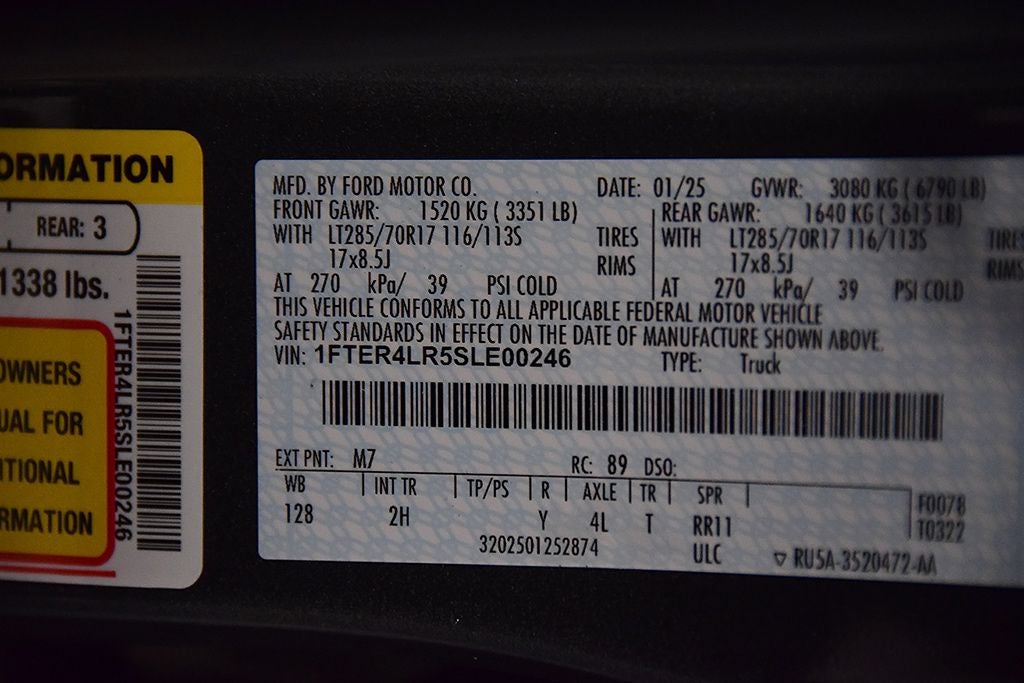 ORMATION
REAR: 3
1338 lbs.
OWNERS
UAL FOR
ITIONAL
RMATION
1FTER4LR5SLE00246
MFD. BY FORD MOTOR CO. DATE: 01/25 GVWR: 3080 KG ( 6790 LB)
FRONT GAWR: 1520 KG ( 3351 LB) REAR GAWR: 1640 KG ( 3615 LB)
WITH LT285/70R17 116/113S TIRES WITH LT285/70R17 116/113S TIRES
17x8.5J RIMS 17x8.5J RIMS
AT 270 kPa/ 39 PSI COLD AT 270 kPa/ 39 PSI COLD
THIS VEHICLE CONFORMS TO ALL APPLICABLE FEDERAL MOTOR VEHICLE
SAFETY STANDARDS IN EFFECT ON THE DATE OF MANUFACTURE SHOWN ABOVE.
VIN: 1FTER4LR5SLE00246 TYPE: Truck
EXT PNT: M7 RC: 89 DSO:
WB INT TR TP/PS R AXLE TR SPR F0078
128 2H Y 4L T RR11 T0322
3202501252874 ULC ▽ RU5A-3520472-AA